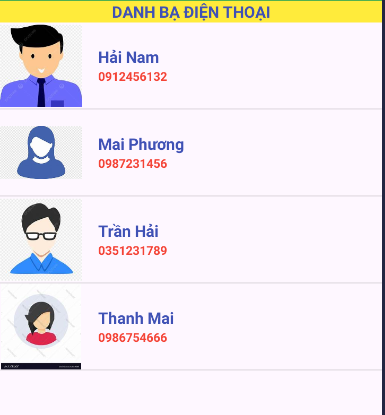 DANH BẠ ĐIỆN THOẠI
Hải Nam
0912456132
Mai Phương
0987231456
Trần Hải
0351231789
Thanh Mai
0986754666